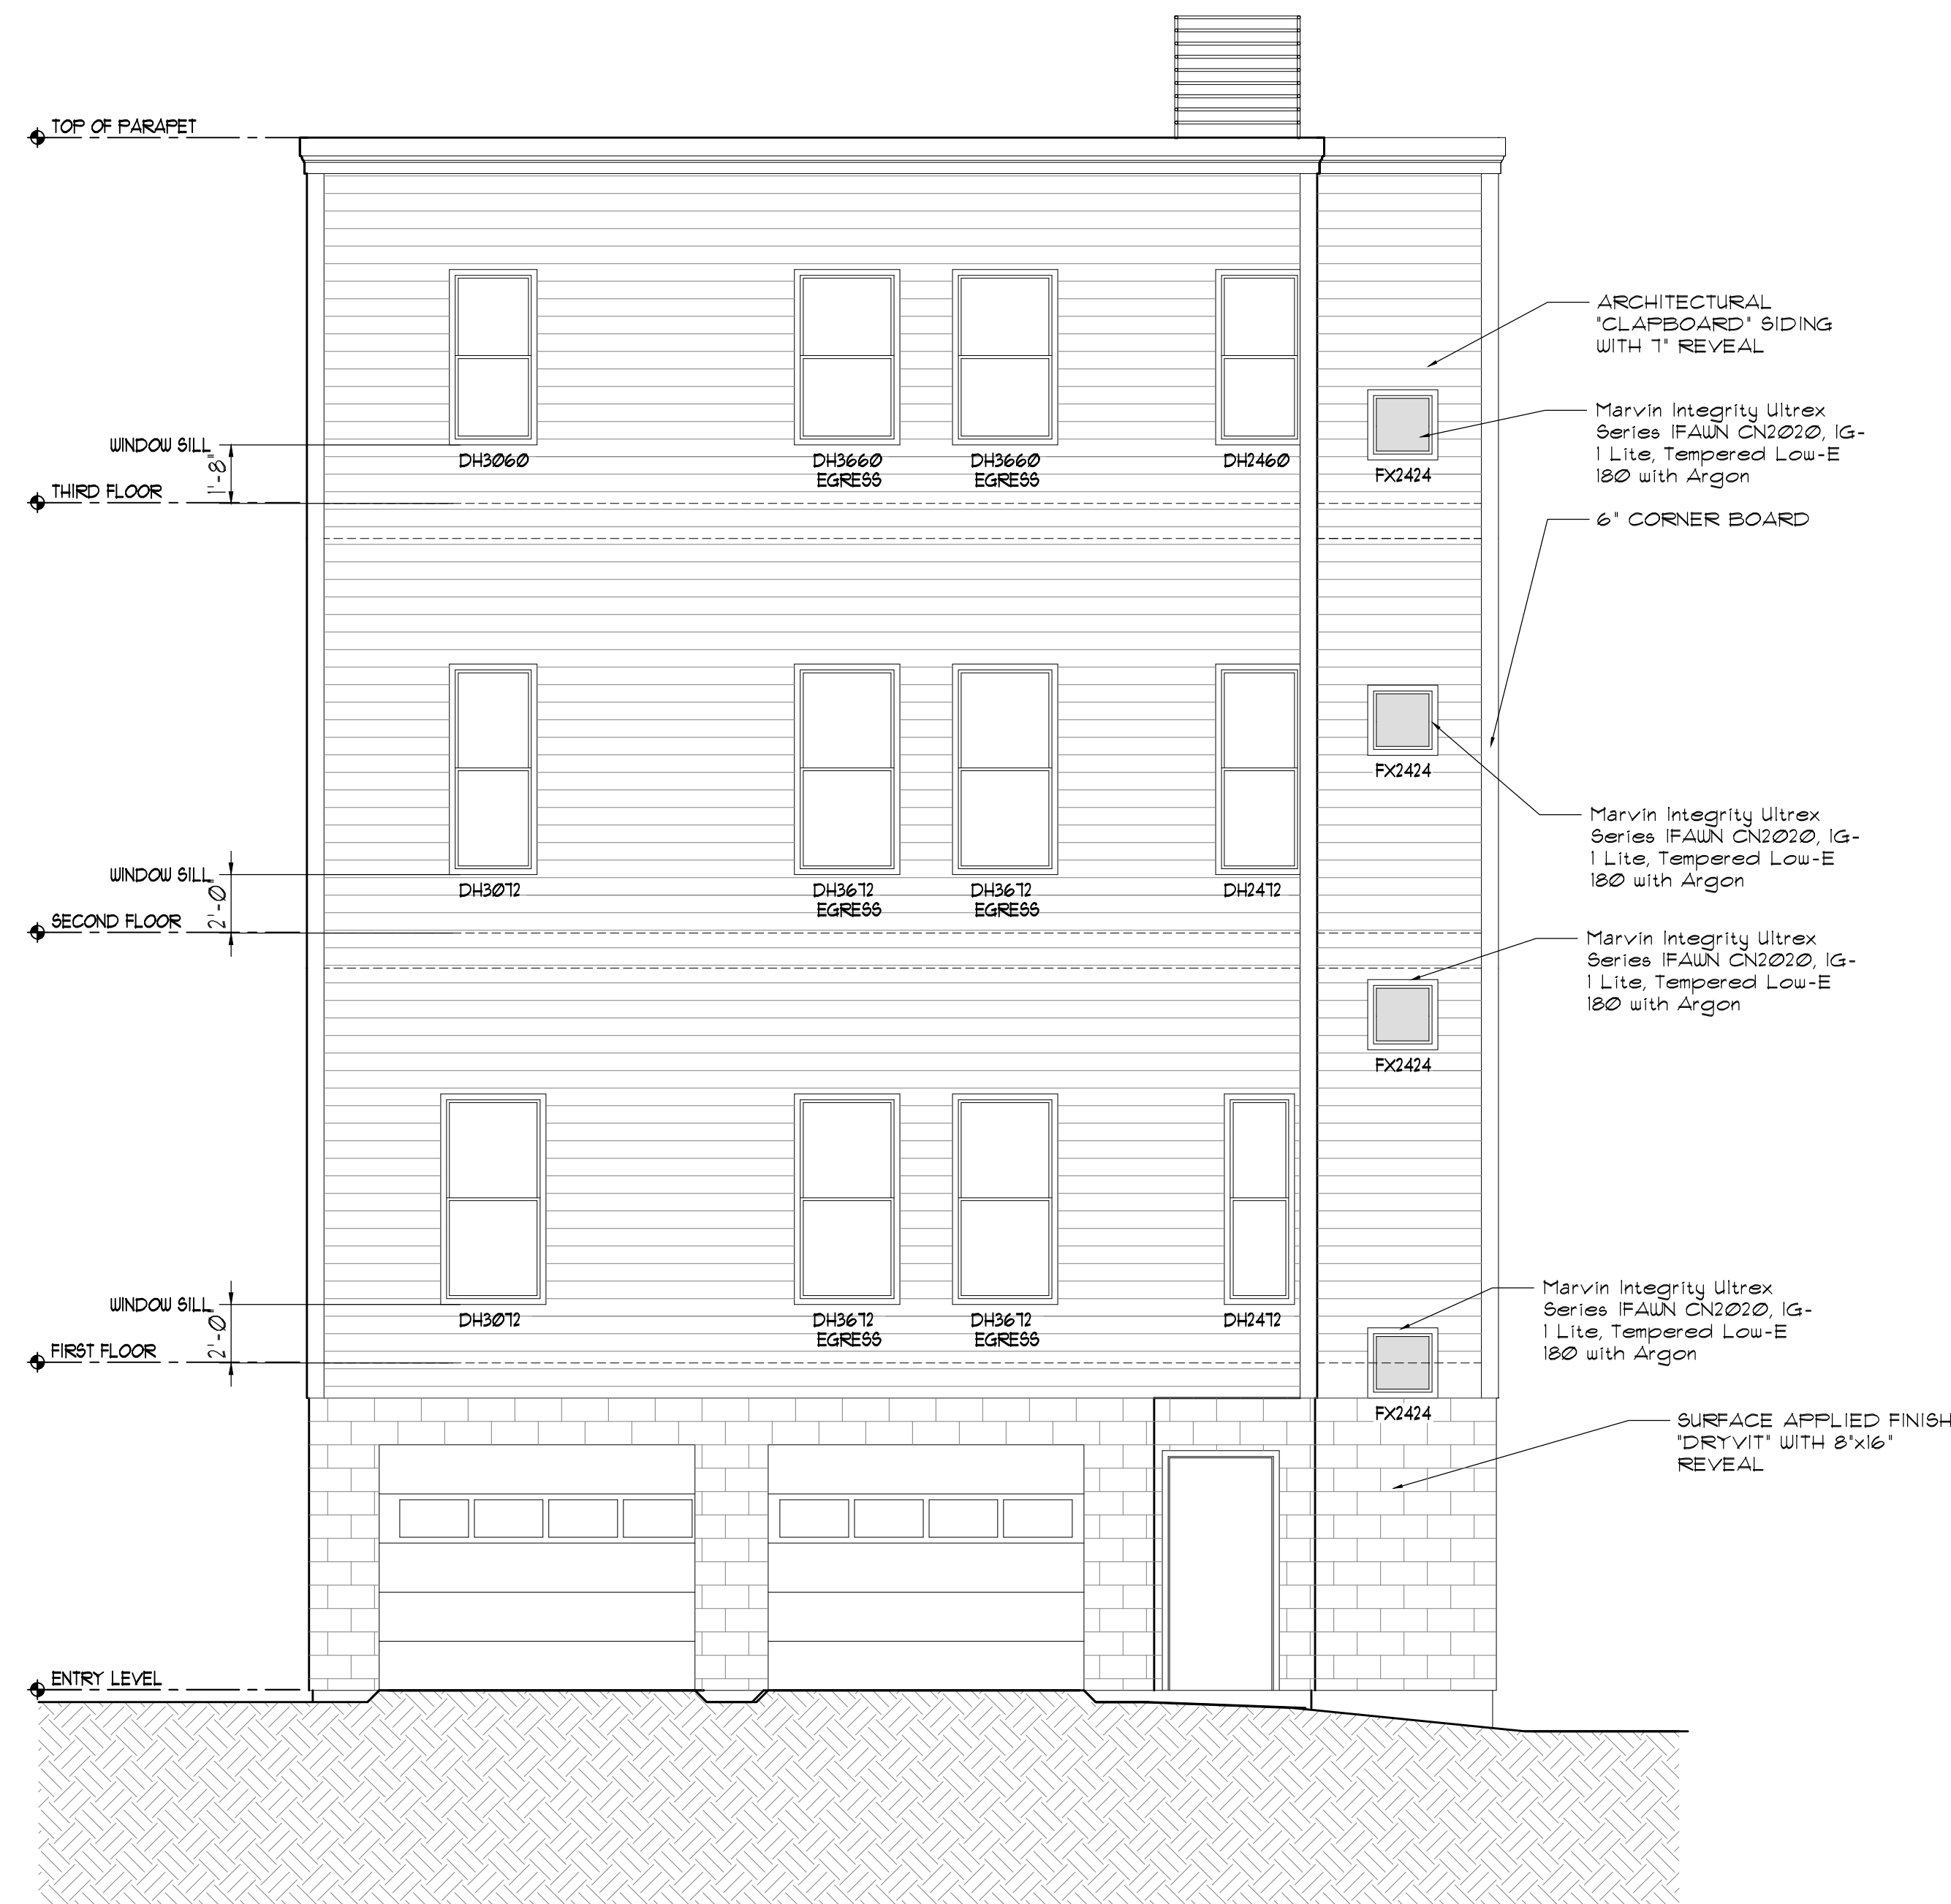 TOP OF PARAPET
ARCHITECTURAL
"CLAPBOARD" SIDING
WITH 7" REVEAL
Marvin Integrity Ultrex
Series IFAWN CN2020, IG-
1 Lite, Tempered Low-E
180 with Argon
WINDOW SILL
1'-8"
DH3060
DH3660
EGRESS
DH3660
EGRESS
DH2460
FX2424
THIRD FLOOR
6" CORNER BOARD
FX2424
Marvin Integrity Ultrex
Series IFAWN CN2020, IG-
1 Lite, Tempered Low-E
180 with Argon
WINDOW SILL
2'-0"
DH3072
DH3672
EGRESS
DH3672
EGRESS
DH2472
SECOND FLOOR
Marvin Integrity Ultrex
Series IFAWN CN2020, IG-
1 Lite, Tempered Low-E
180 with Argon
FX2424
WINDOW SILL
2'-0"
DH3072
DH3672
EGRESS
DH3672
EGRESS
DH2472
Marvin Integrity Ultrex
Series IFAWN CN2020, IG-
1 Lite, Tempered Low-E
180 with Argon
FIRST FLOOR
FX2424
SURFACE APPLIED FINISH
"DRYVIT" WITH 8"x16"
REVEAL
ENTRY LEVEL